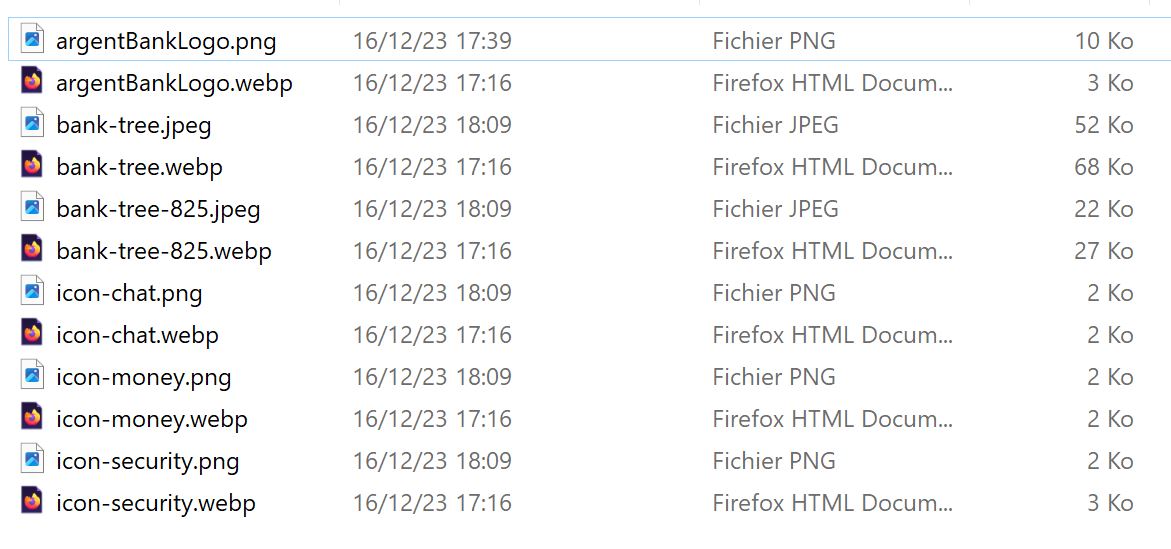 argentBankLogo.png 16/12/23 17:39 Fichier PNG 10 Ko
argentBankLogo.webp 16/12/23 17:16 Firefox HTML Docum... 3 Ko
bank-tree.jpeg 16/12/23 18:09 Fichier JPEG 52 Ko
bank-tree.webp 16/12/23 17:16 Firefox HTML Docum... 68 Ko
bank-tree-825.jpeg 16/12/23 18:09 Fichier JPEG 22 Ko
bank-tree-825.webp 16/12/23 17:16 Firefox HTML Docum... 27 Ko
icon-chat.png 16/12/23 18:09 Fichier PNG 2 Ko
icon-chat.webp 16/12/23 17:16 Firefox HTML Docum... 2 Ko
icon-money.png 16/12/23 18:09 Fichier PNG 2 Ko
icon-money.webp 16/12/23 17:16 Firefox HTML Docum... 2 Ko
icon-security.png 16/12/23 18:09 Fichier PNG 2 Ko
icon-security.webp 16/12/23 17:16 Firefox HTML Docum... 3 Ko